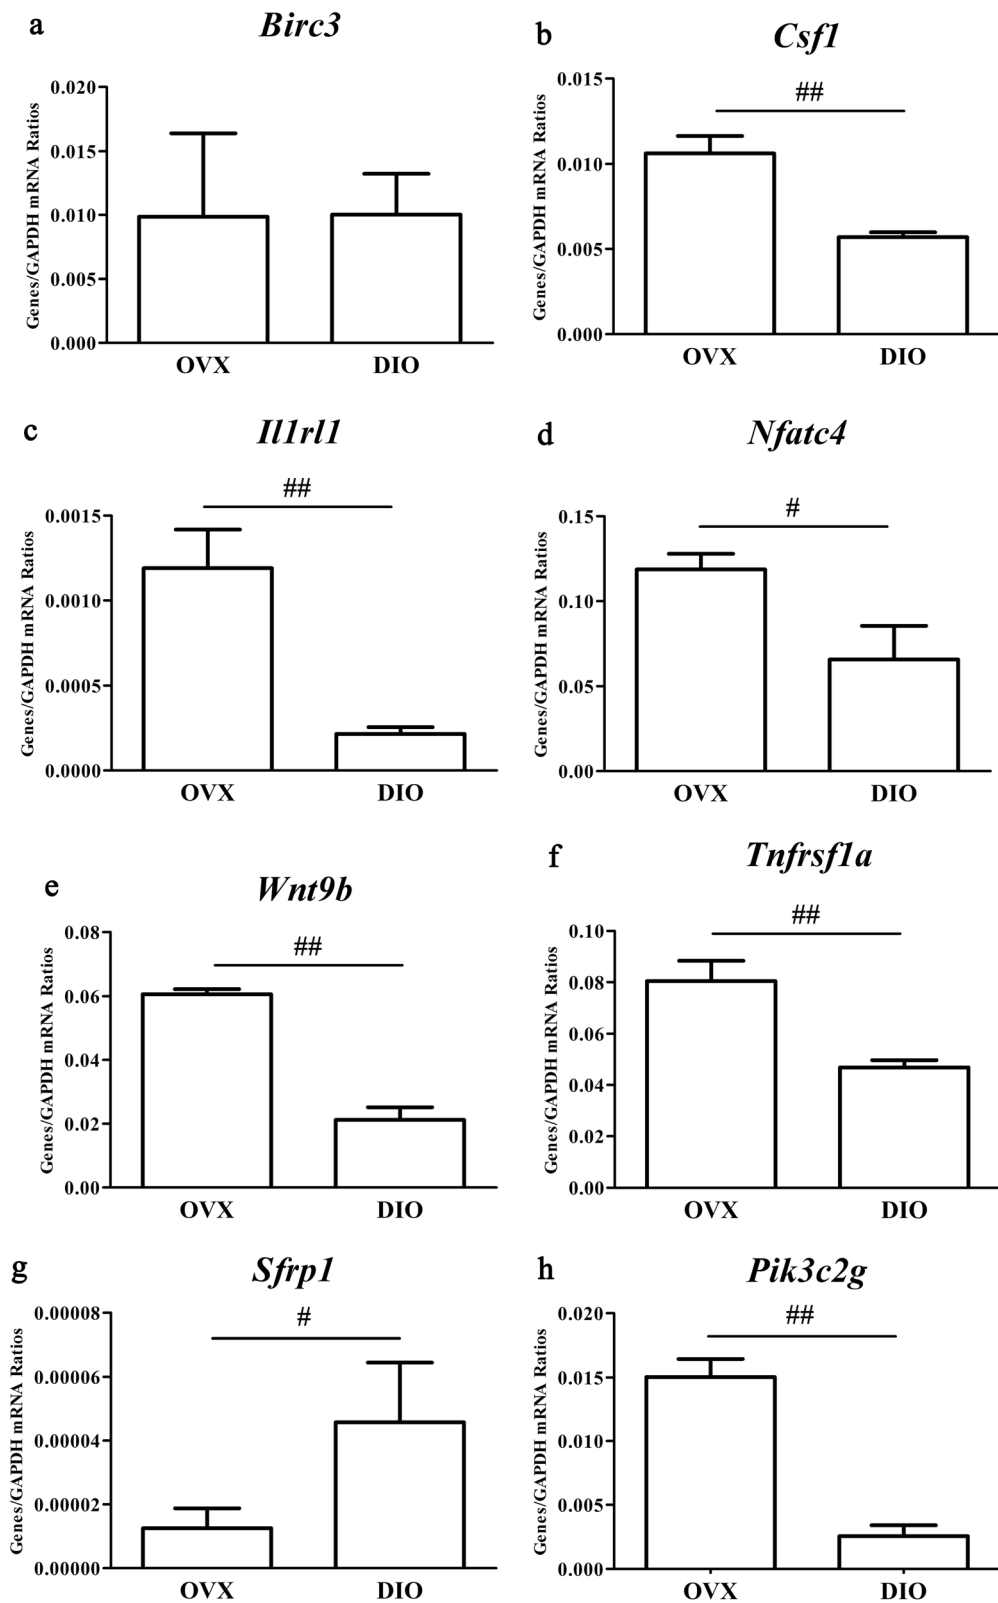 a
Birc3
Genes/GAPDH mRNA Ratios
0.020
0.015
0.010
0.005
0.000
OVX
DIO
b
Csf1
Genes/GAPDH mRNA Ratios
0.015
0.010
0.005
0.000
##
OVX
DIO
c
Il1rl1
Genes/GAPDH mRNA Ratios
0.0015
0.0010
0.0005
0.0000
##
OVX
DIO
d
Nfatc4
Genes/GAPDH mRNA Ratios
0.15
0.10
0.05
0.00
#
OVX
DIO
e
Wnt9b
Genes/GAPDH mRNA Ratios
0.08
0.06
0.04
0.02
0.00
##
OVX
DIO
f
Tnfrsf1a
Genes/GAPDH mRNA Ratios
0.10
0.08
0.06
0.04
0.02
0.00
##
OVX
DIO
g
Sfrp1
Genes/GAPDH mRNA Ratios
0.00008
0.00006
0.00004
0.00002
0.00000
#
OVX
DIO
h
Pik3c2g
Genes/GAPDH mRNA Ratios
0.020
0.015
0.010
0.005
0.000
##
OVX
DIO